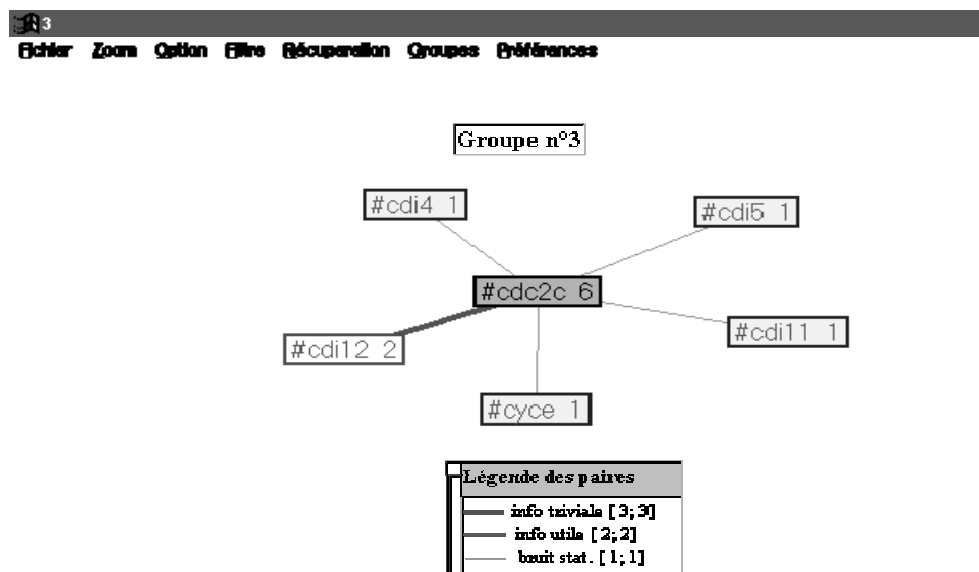 3
Fichier Zoom Option Filtre Récuperation Groupes Préférences
Groupe n°3
#cdi4 1
#cdi5 1
#cdc2c 6
#cdi11 1
#cdi12 2
#cyce 1
Légende des paires
info triviale [3; 3]
info utile [2; 2]
bruit stat. [1; 1]